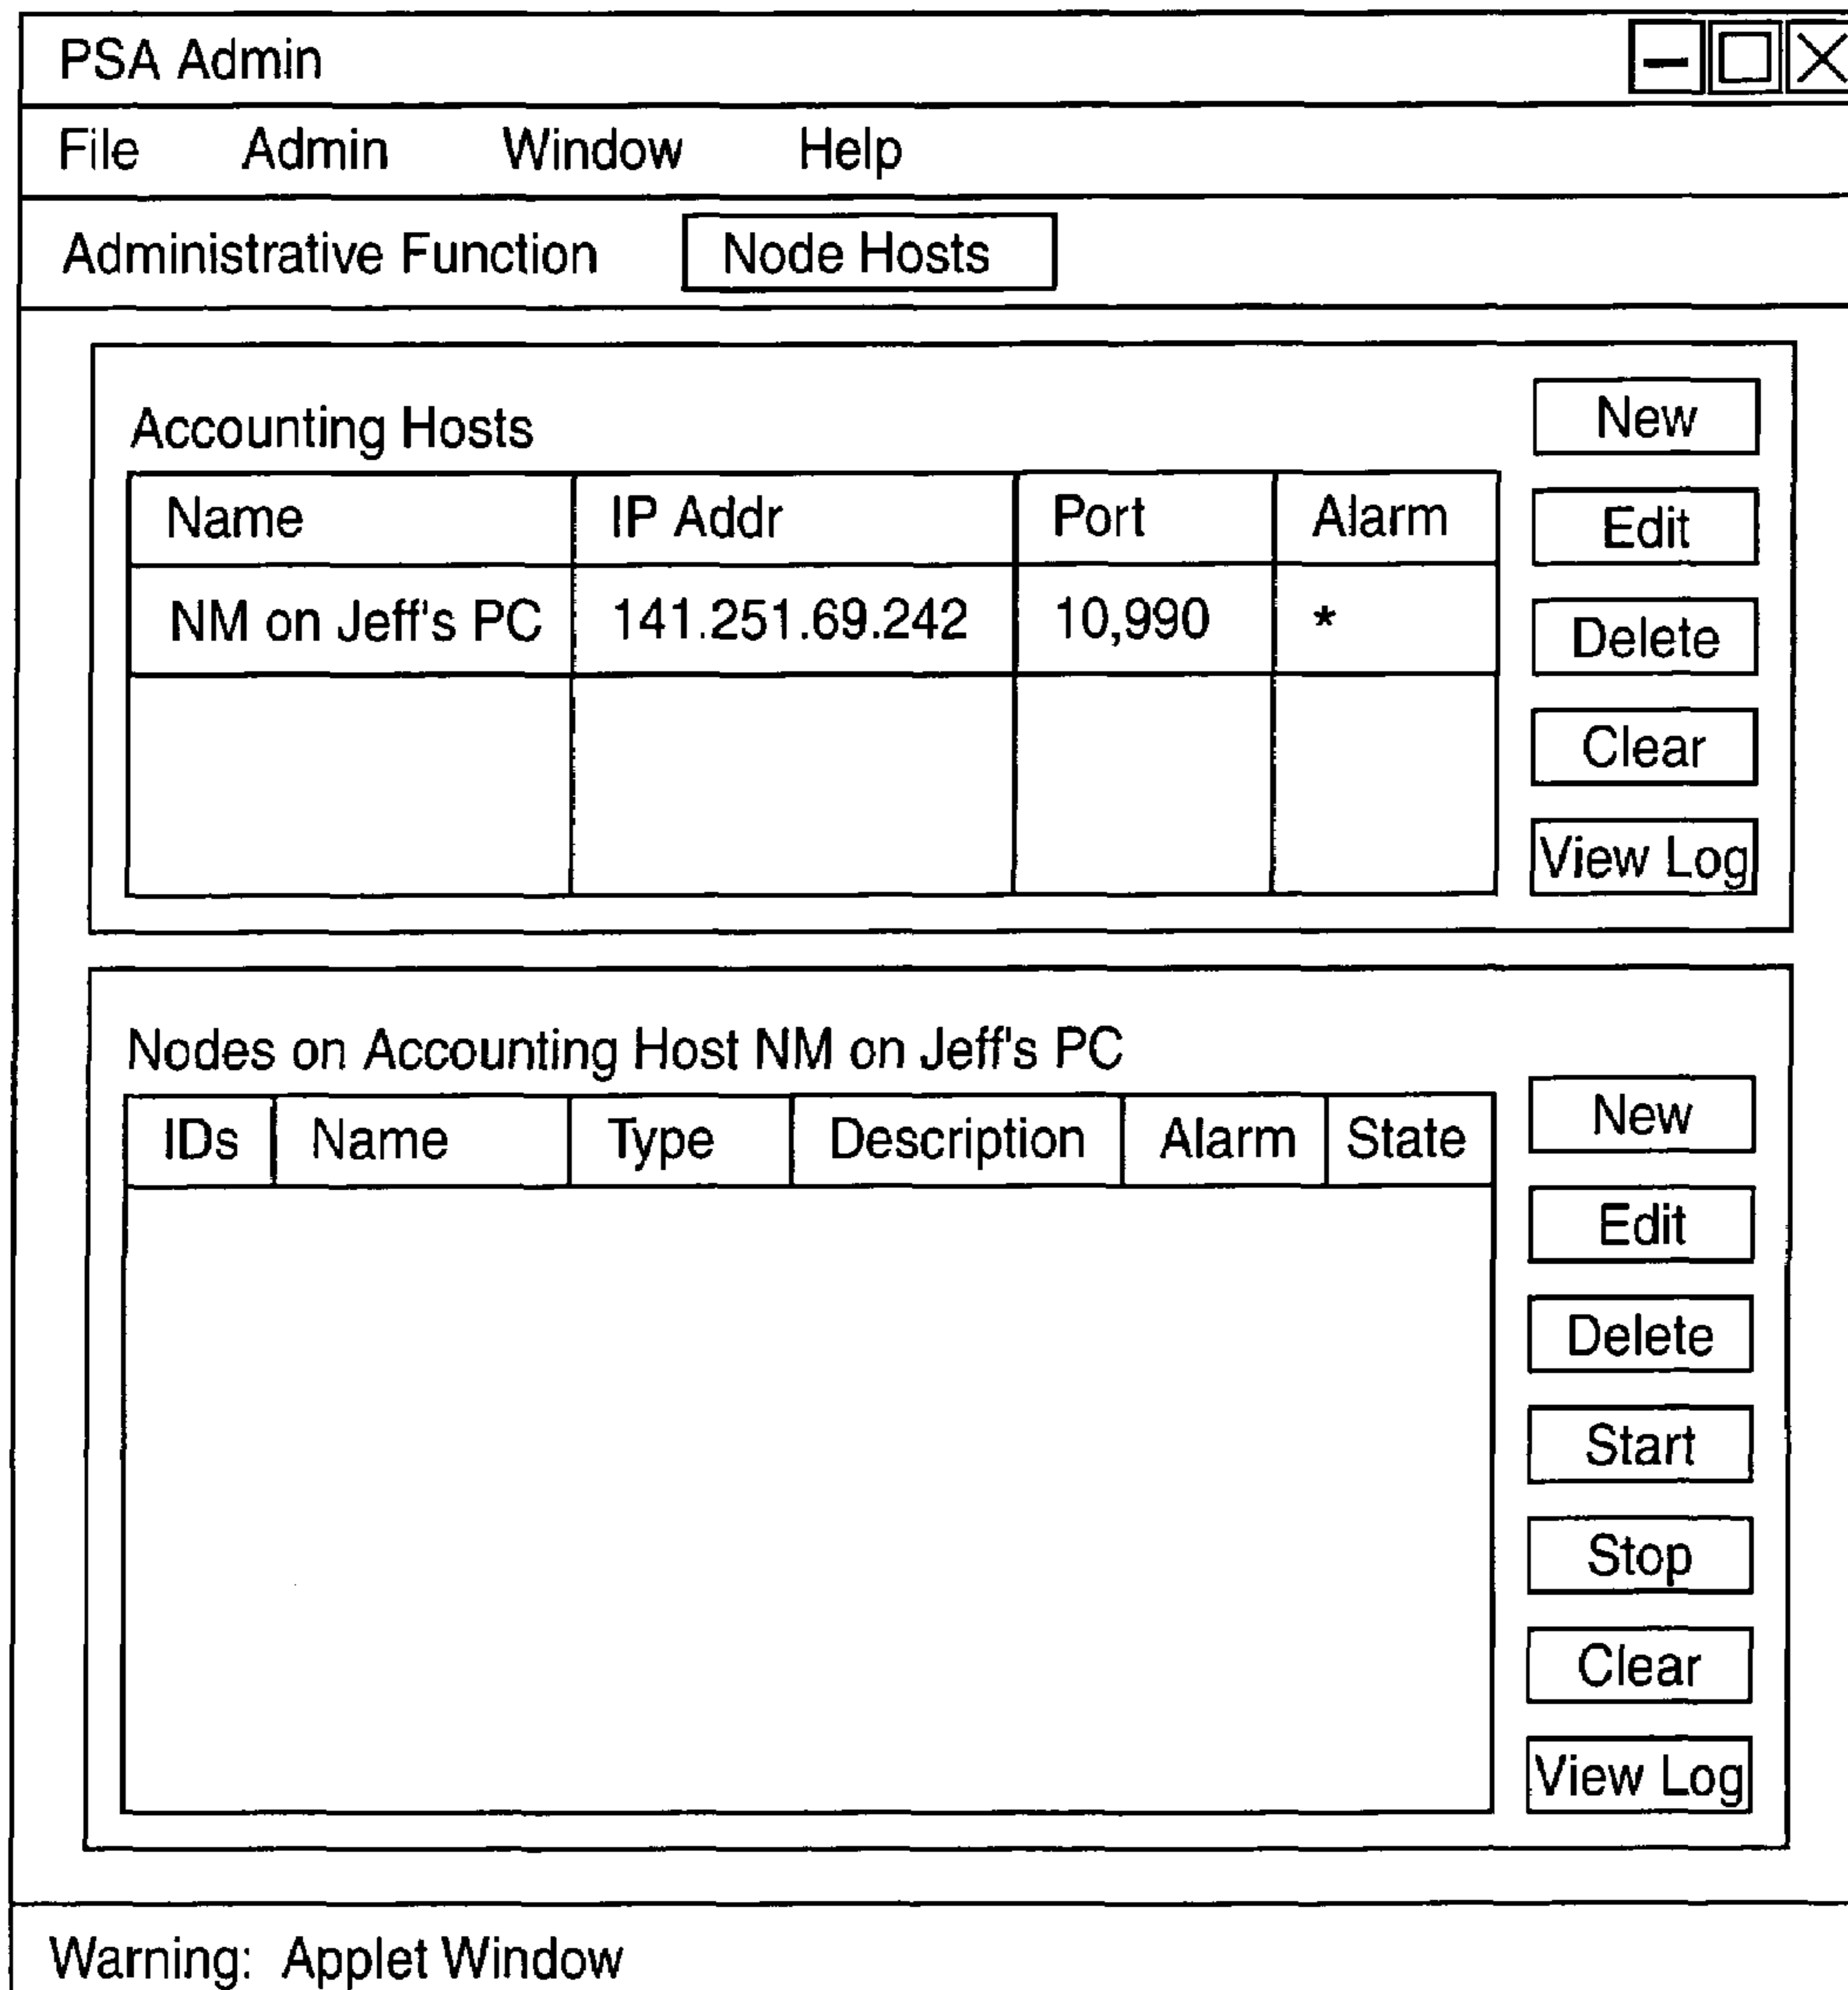 PSA Admin
File Admin Window Help
Administrative Function Node Hosts
Accounting Hosts
New
Name IP Addr Port Alarm
Edit
NM on Jeff's PC 141.251.69.242 10,990 *
Delete
Clear
View Log
Nodes on Accounting Host NM on Jeff's PC
New
IDs Name Type Description Alarm State
Edit
Delete
Start
Stop
Clear
View Log
Warning: Applet Window